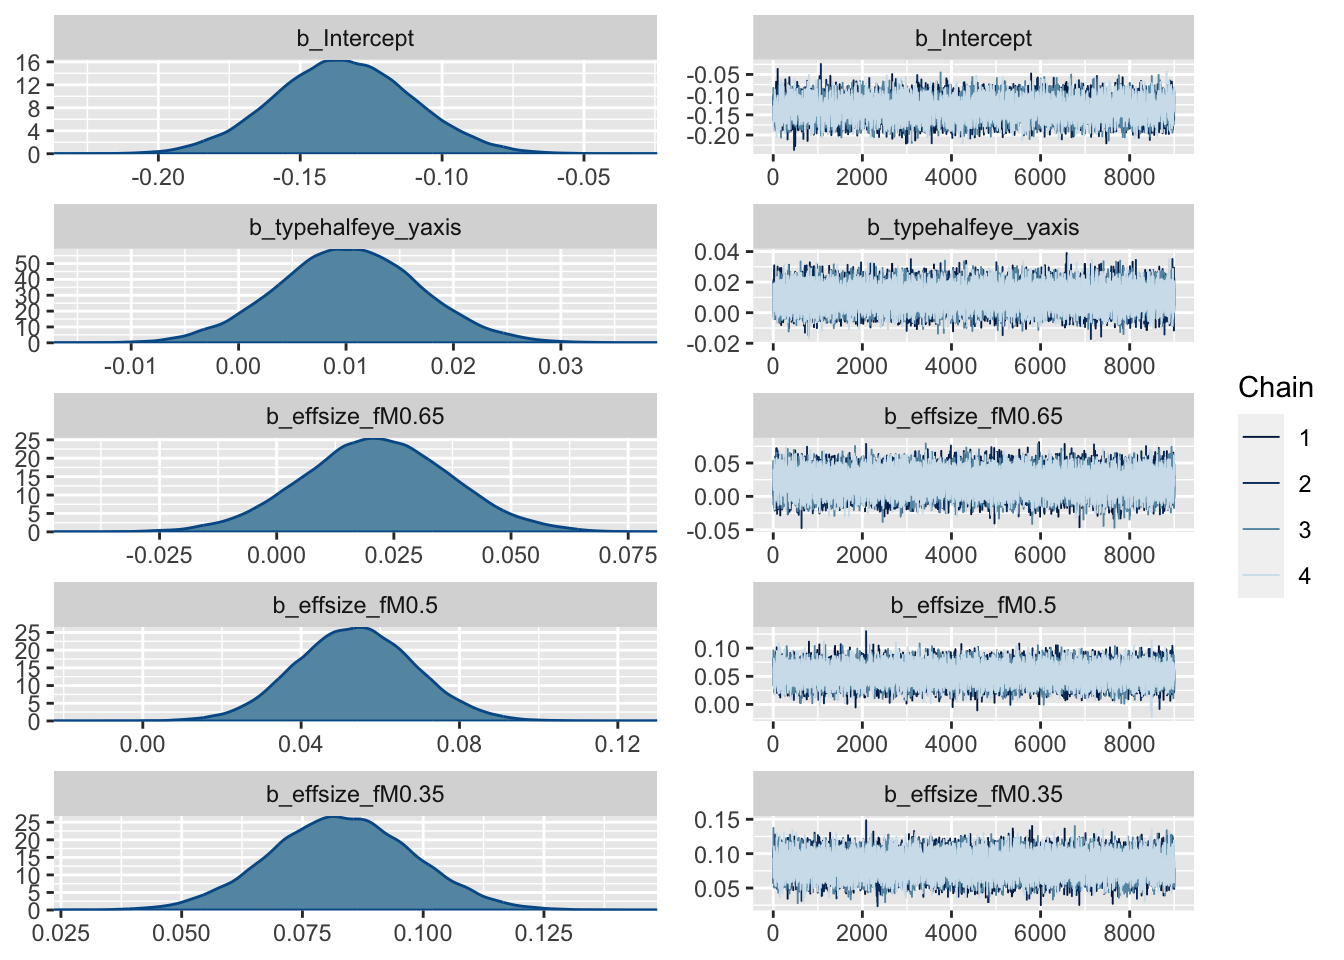 b_Intercept
16
12
8
4
0
-0.20 -0.15 -0.10 -0.05
b_Intercept
-0.05
-0.10
-0.15
-0.20
0 2000 4000 6000 8000
b_typehalfeye_yaxis
50
40
30
20
10
0
-0.01 0.00 0.01 0.02 0.03
b_typehalfeye_yaxis
0.04
0.02
0.00
-0.02
0 2000 4000 6000 8000
b_effsize_fM0.65
25
20
15
10
5
0
-0.025 0.000 0.025 0.050 0.075
b_effsize_fM0.65
0.05
0.00
-0.05
0 2000 4000 6000 8000
b_effsize_fM0.5
25
20
15
10
5
0
0.00 0.04 0.08 0.12
b_effsize_fM0.5
0.10
0.05
0.00
0 2000 4000 6000 8000
b_effsize_fM0.35
25
20
15
10
5
0
0.025 0.050 0.075 0.100 0.125
b_effsize_fM0.35
0.15
0.10
0.05
0 2000 4000 6000 8000
Chain
1
2
3
4